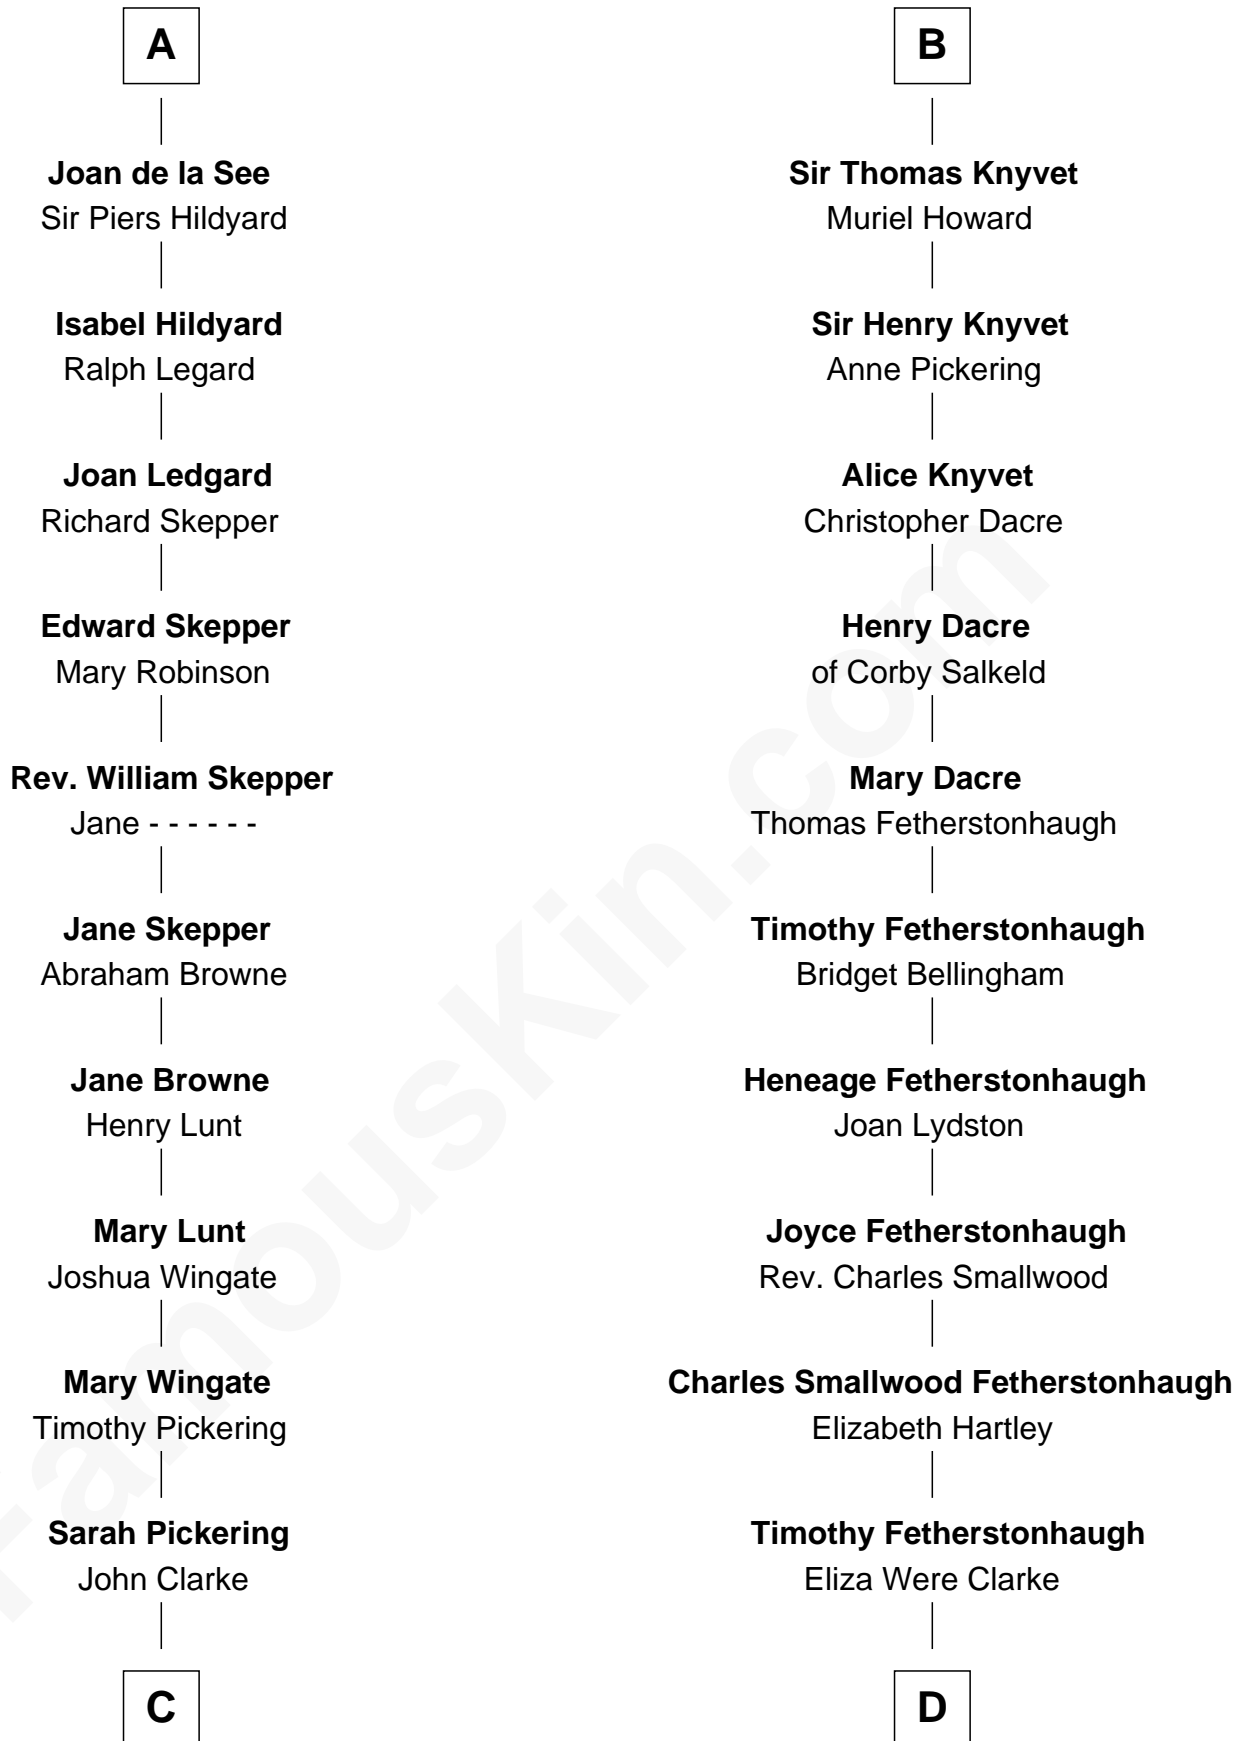 A
Joan de la See
Sir Piers Hildyard
Isabel Hildyard
Ralph Legard
Joan Ledgard
Richard Skepper
Edward Skepper
Mary Robinson
Rev. William Skepper
Jane - - - - - -
Jane Skepper
Abraham Browne
Jane Browne
Henry Lunt
Mary Lunt
Joshua Wingate
Mary Wingate
Timothy Pickering
Sarah Pickering
John Clarke
C
B
Sir Thomas Knyvet
Muriel Howard
Sir Henry Knyvet
Anne Pickering
Alice Knyvet
Christopher Dacre
Henry Dacre
of Corby Salkeld
Mary Dacre
Thomas Fetherstonhaugh
Timothy Fetherstonhaugh
Bridget Bellingham
Heneage Fetherstonhaugh
Joan Lydston
Joyce Fetherstonhaugh
Rev. Charles Smallwood
Charles Smallwood Fetherstonhaugh
Elizabeth Hartley
Timothy Fetherstonhaugh
Eliza Were Clarke
D
FamousKin.com